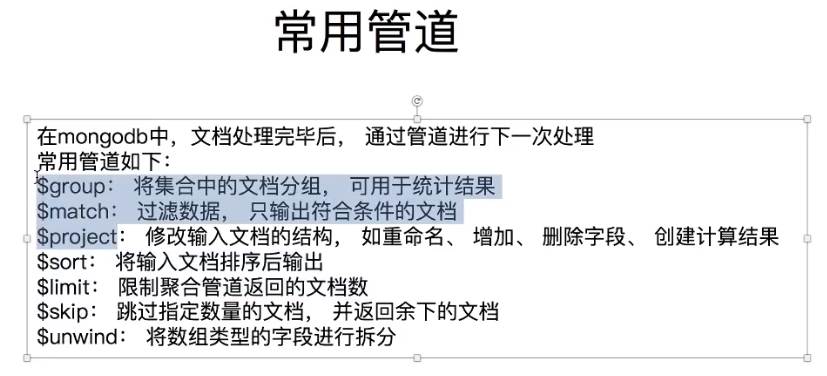 常用管道
在mongodb中，文档处理完毕后， 通过管道进行下一次处理
常用管道如下：
$group： 将集合中的文档分组， 可用于统计结果
$match： 过滤数据， 只输出符合条件的文档
$project： 修改输入文档的结构， 如重命名、 增加、 删除字段、 创建计算结果
$sort： 将输入文档排序后输出
$limit： 限制聚合管道返回的文档数
$skip： 跳过指定数量的文档， 并返回余下的文档
$unwind： 将数组类型的字段进行拆分